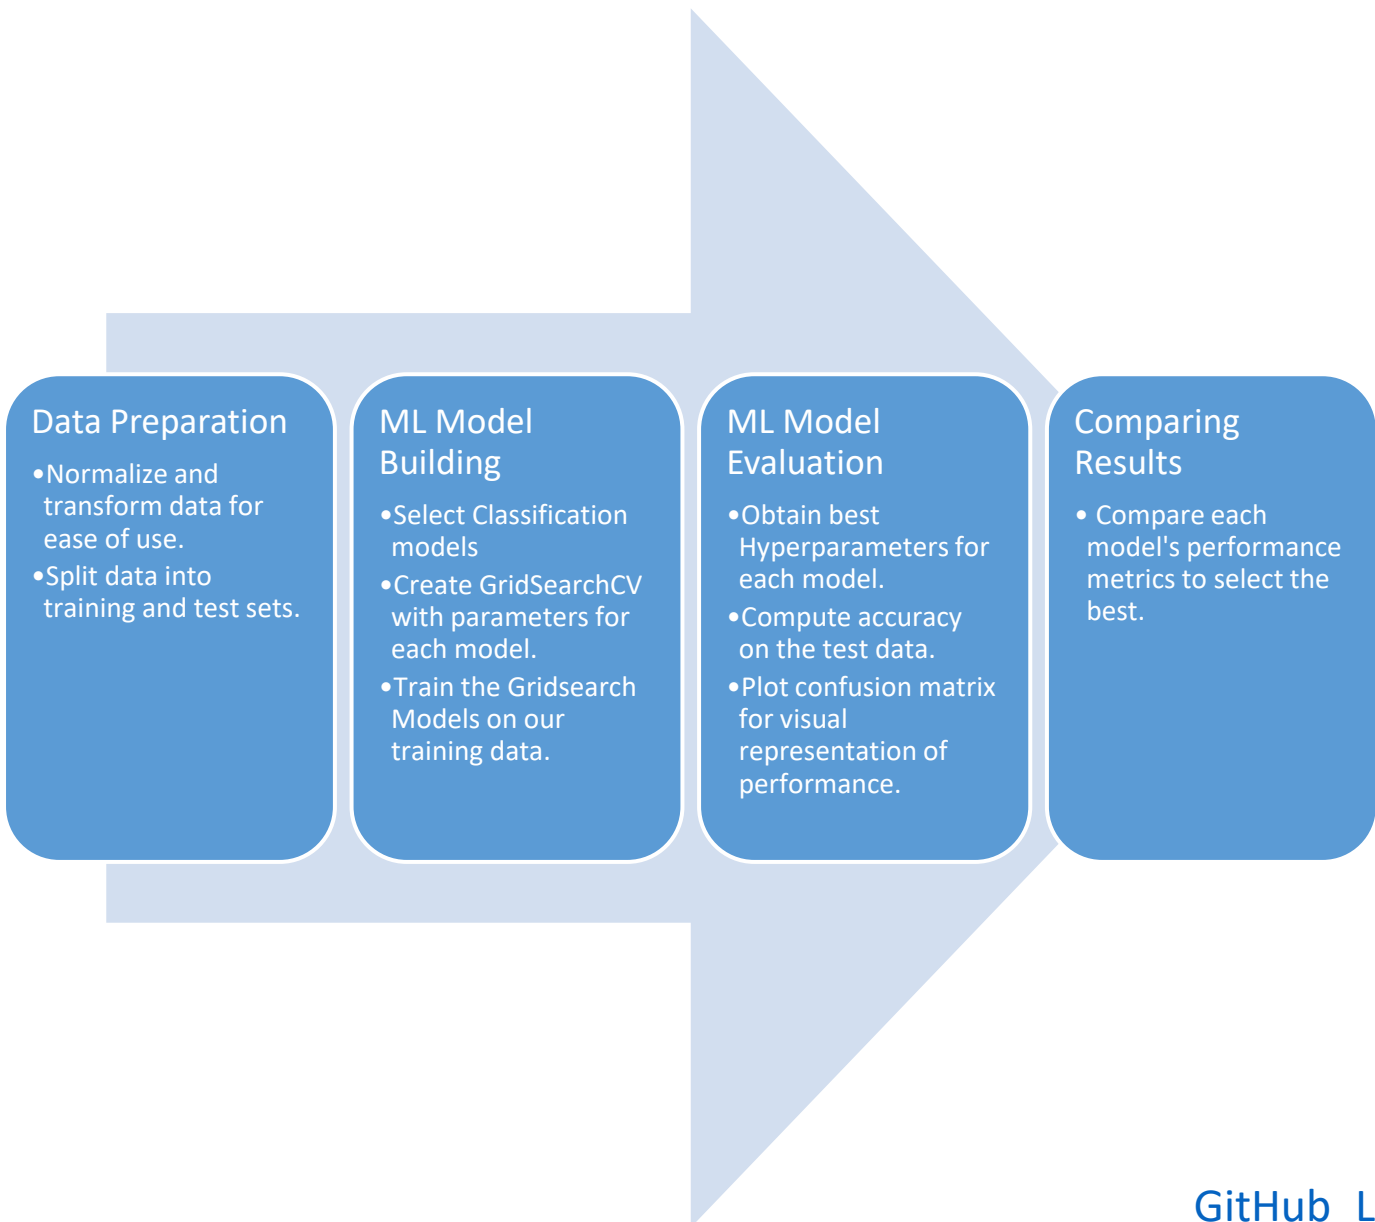 Data Preparation
•Normalize and
transform data for
ease of use.
•Split data into
training and test sets.
ML Model
Building
•Select Classification
models
•Create GridSearchCV
with parameters for
each model.
•Train the Gridsearch
Models on our
training data.
ML Model
Evaluation
•Obtain best
Hyperparameters for
each model.
•Compute accuracy
on the test data.
•Plot confusion matrix
for visual
representation of
performance.
Comparing
Results
• Compare each
model's performance
metrics to select the
best.
GitHub L